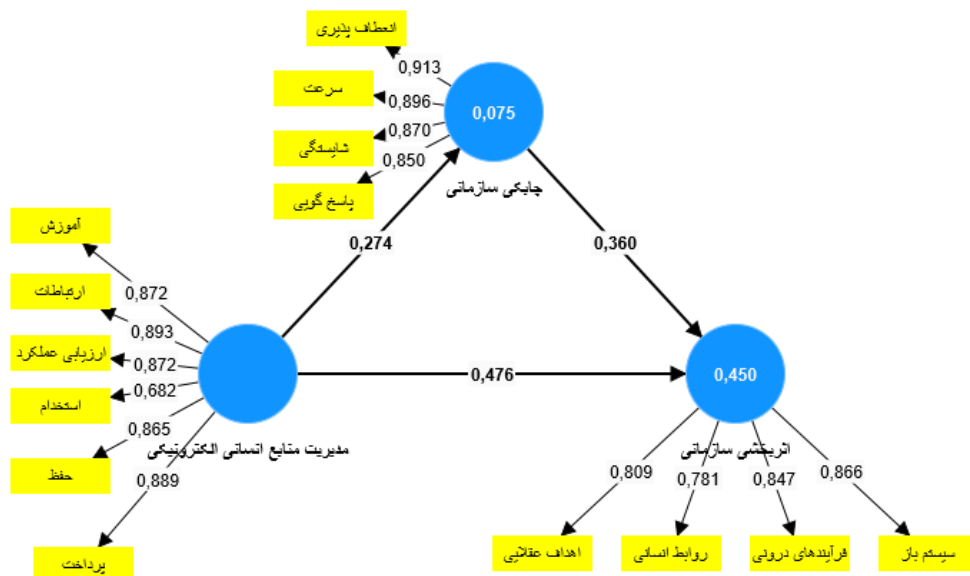 انعطاف پذیری
0,913
سرعت
0,896
0,075
0,870
شایستگی
0,850
پاسخ گویی
چابکی سازمانی
آموزش
0,274
0,360
0,872
ارتباطات
0,893
ارزیابی عملکرد
0,872
0,476
0,450
0,682
استخدام
0,865
مدیریت منابع انسانی الکترونیکی
اثربخشی سازمانی
حفظ
0,889
0,809
0,781
0,847
0,866
پرداخت
اهداف عقلایی
روابط انسانی
فرآیندهای درونی
سیستم باز